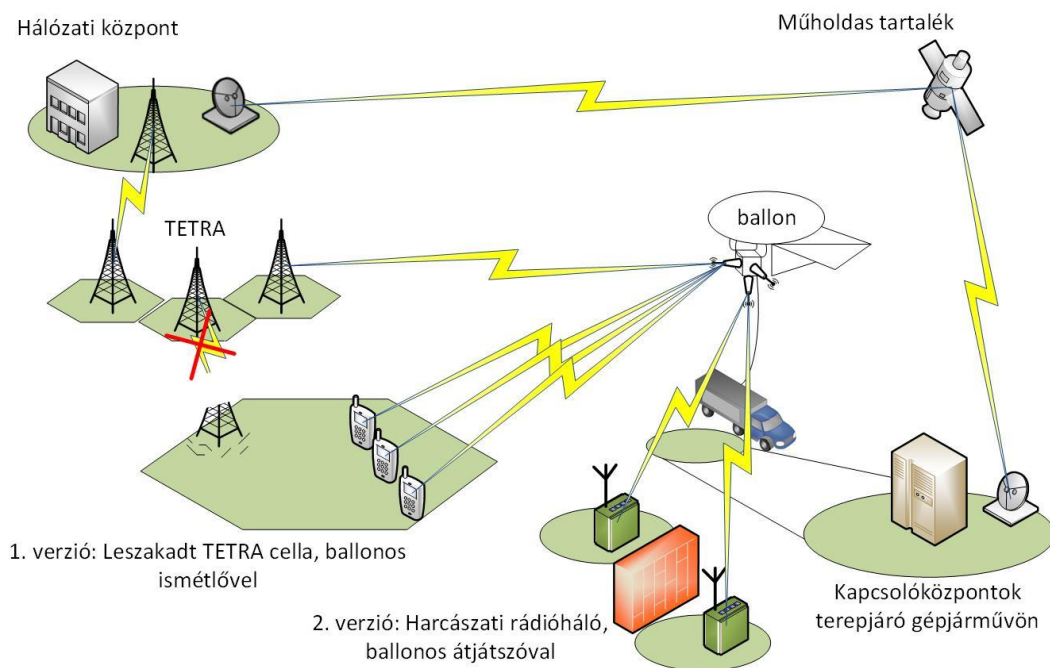 Hálózati központ
Műholdas tartalék
TETRA
ballon
1. verzió: Leszakadt TETRA cella, ballonos
ismétlővel
2. verzió: Harcászati rádióháló,
ballonos átjátszóval
Kapcsolóközpontok
terepjáró gépjárművön